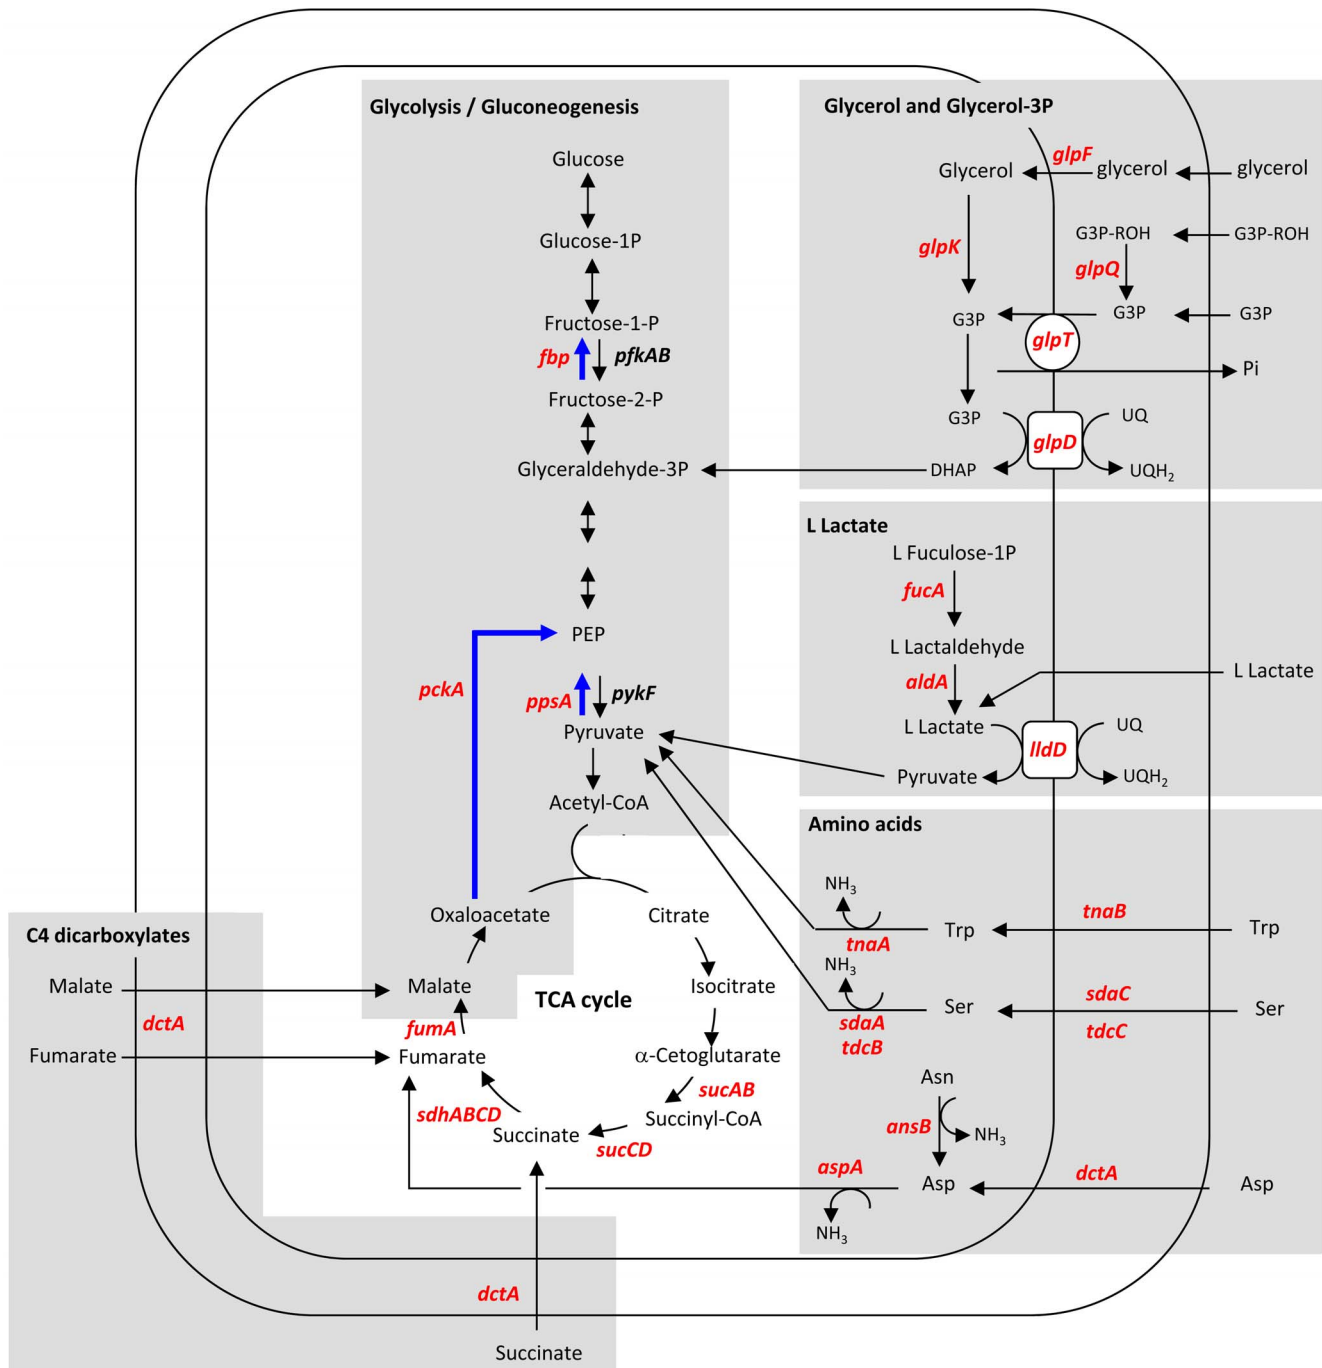 Glycolysis / Gluconeogenesis
Glucose
Glucose-1P
Fructose-1-P
fbp
pfkAB
Fructose-2-P
Glyceraldehyde-3P
PEP
pckA
ppsA
pykF
Pyruvate
Acetyl-CoA
Oxaloacetate
Citrate
Malate
TCA cycle
Isocitrate
fumA
Fumarate
α-Cetoglutarate
sucAB
sdhABCD
Succinyl-CoA
Succinate
sucCD
C4 dicarboxylates
Malate
dctA
Fumarate
dctA
Succinate
Glycerol and Glycerol-3P
glpF
Glycerol
glycerol
glycerol
G3P-ROH
G3P-ROH
glpK
glpQ
G3P
G3P
G3P
glpT
Pi
G3P
UQ
glpD
DHAP
UQH2
L Lactate
L Fuculose-1P
fucA
L Lactaldehyde
L Lactate
aldA
L Lactate
UQ
lldD
Pyruvate
UQH2
Amino acids
NH3
tnaB
Trp
Trp
tnaA
NH3
sdaC
Ser
Ser
sdaA
tdcC
tdcB
Asn
ansB
NH3
aspA
dctA
Asp
Asp
NH3